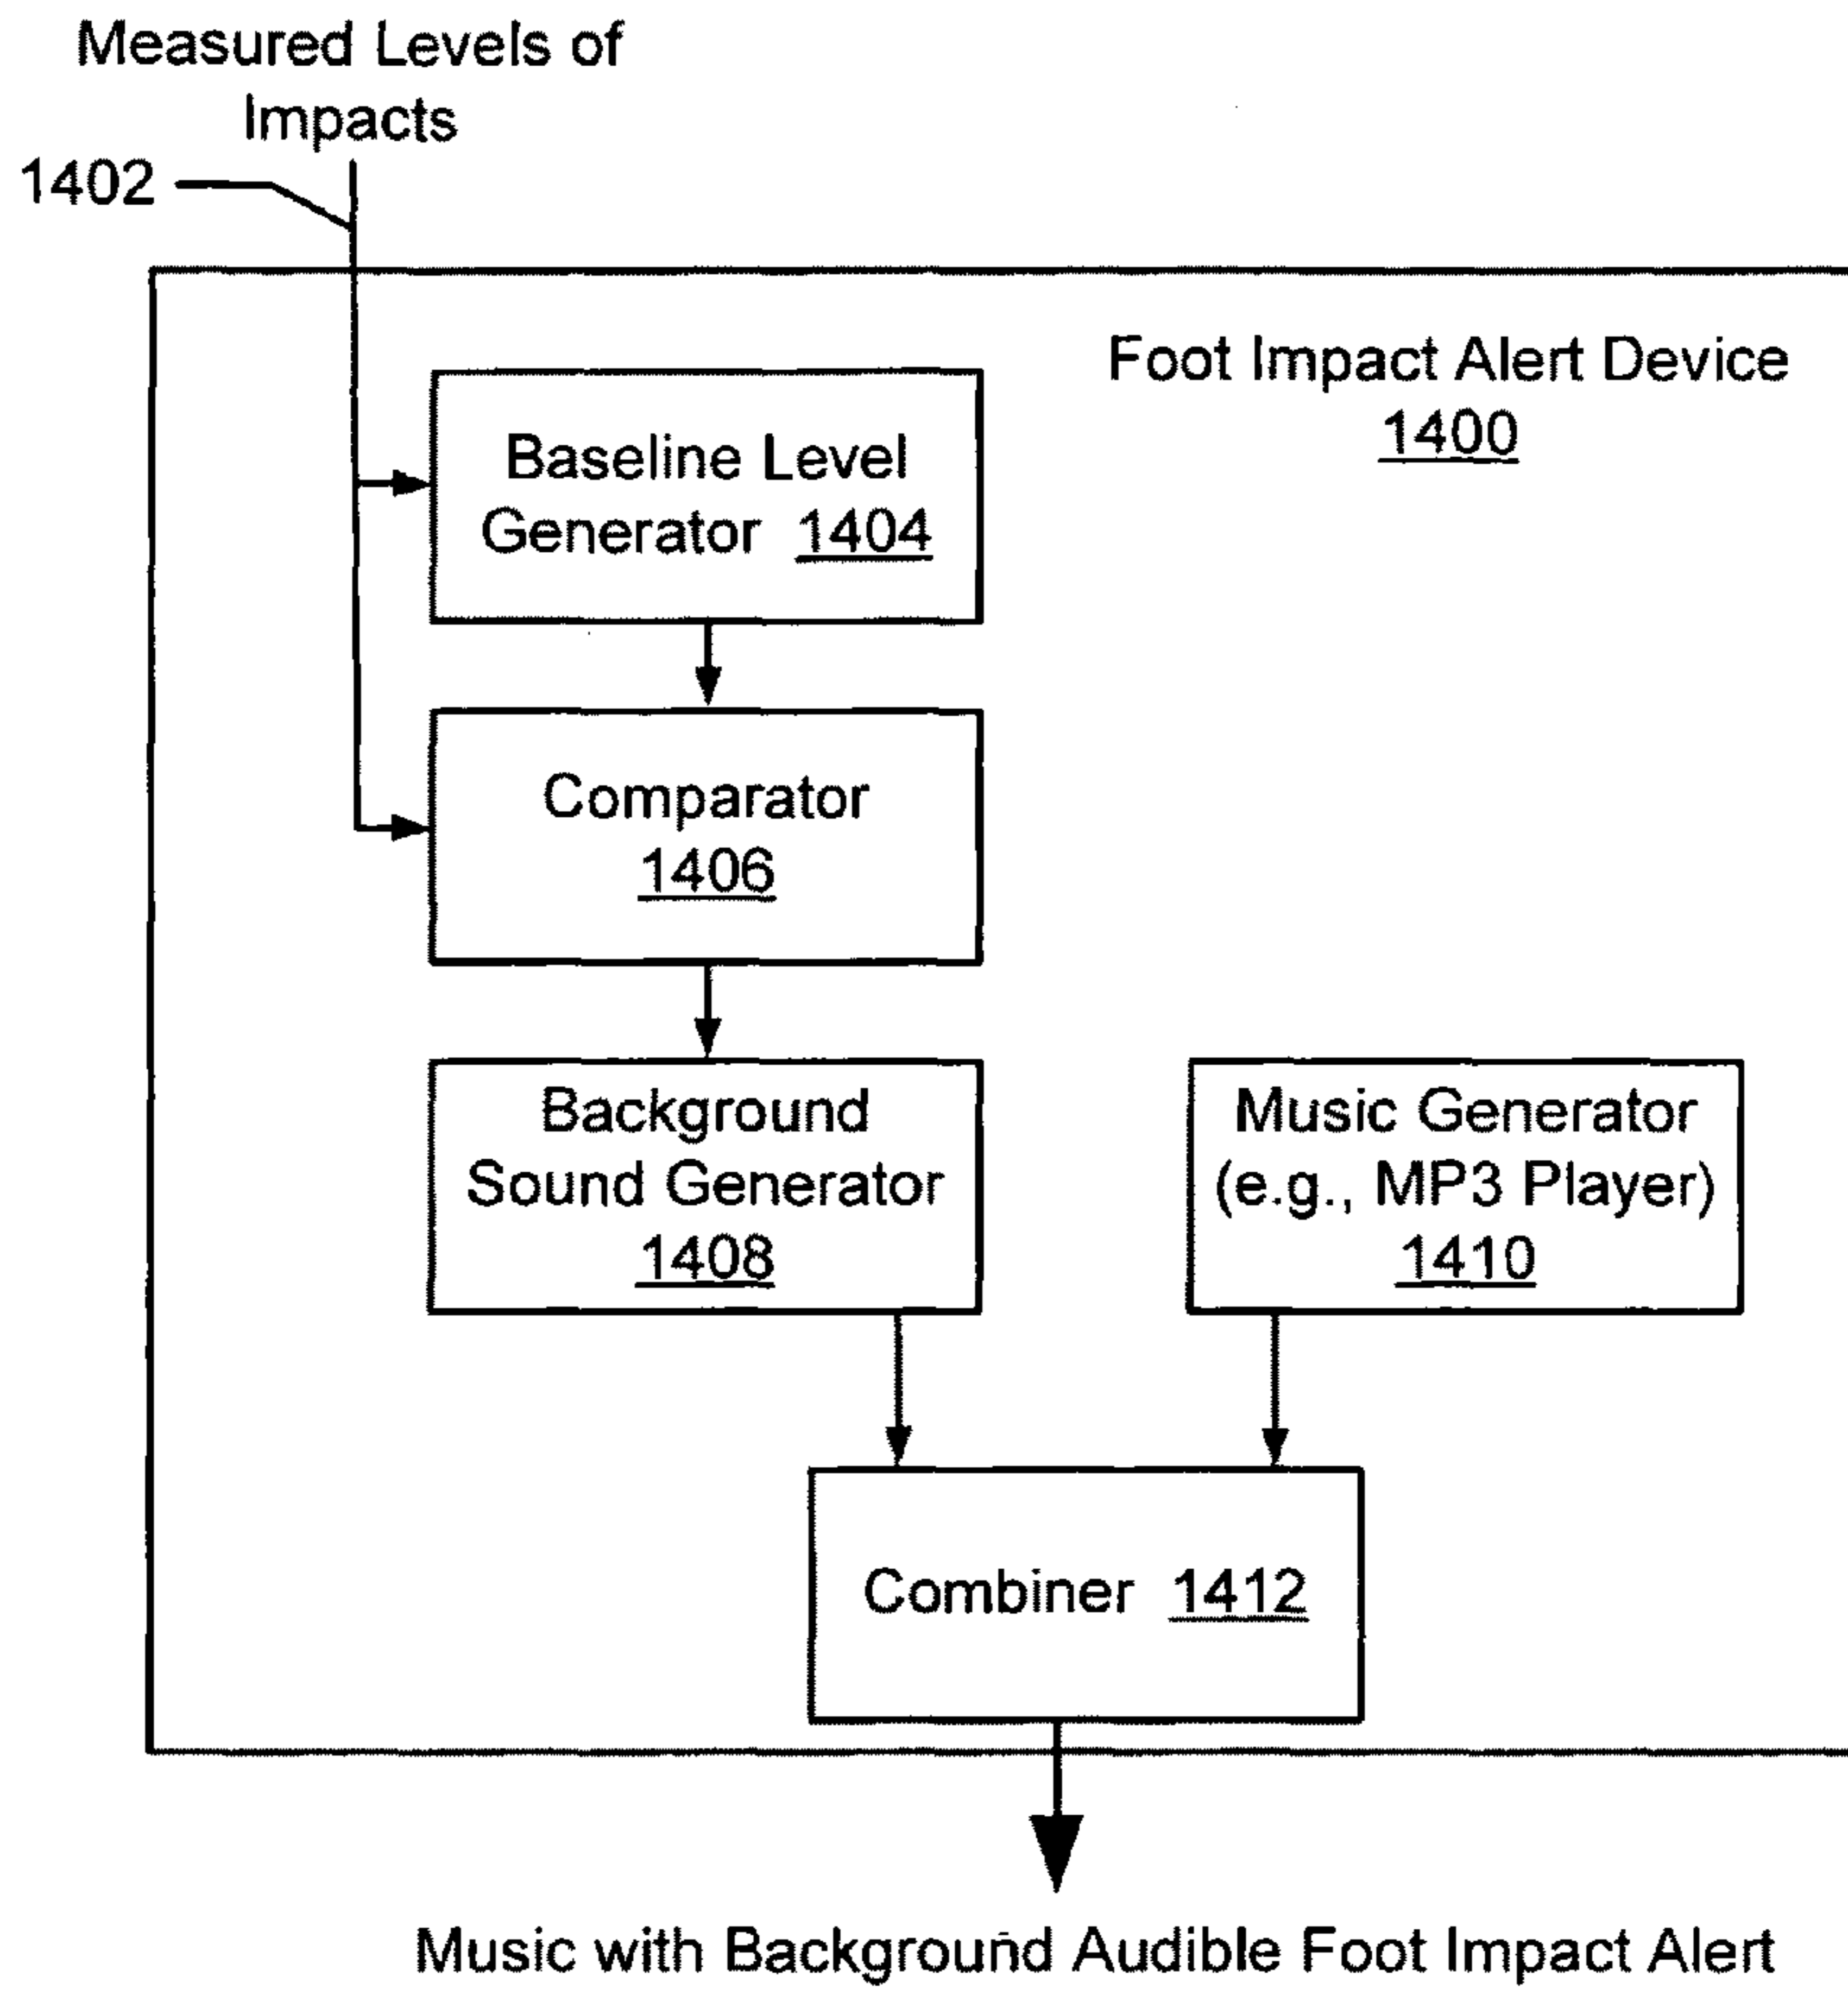 Measured Levels of
Impacts
1402
Foot Impact Alert Device
1400
Baseline Level
Generator 1404
Comparator
1406
Background
Sound Generator
1408
Music Generator
(e.g., MP3 Player)
1410
Combiner 1412
Music with Background Audible Foot Impact Alert